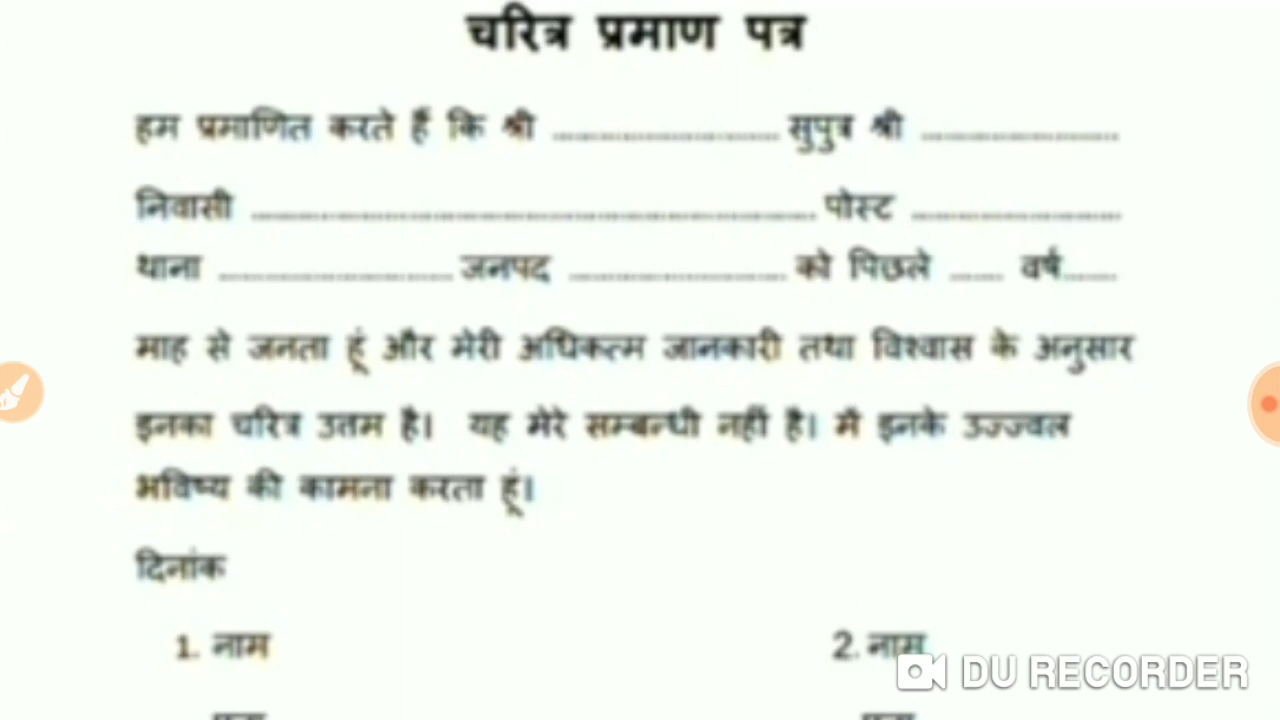 चरित्र प्रमाण पत्र
हम प्रमाणित करते हैं कि श्री ........................ सुपुत्र श्री ........................
निवासी ........................................................ पोस्ट ........................
थाना ........................ जनपद ........................ को पिछले ...... वर्ष......
माह से जनता हूं और मेरी अधिकत्म जानकारी तथा विश्वास के अनुसार
इनका चरित्र उतम है। यह मेरे सम्बन्धी नहीं है। मै इनके उज्ज्वल
भविष्य की कामना करता हूं।
दिनांक
1. नाम 2. नाम
DU RECORDER